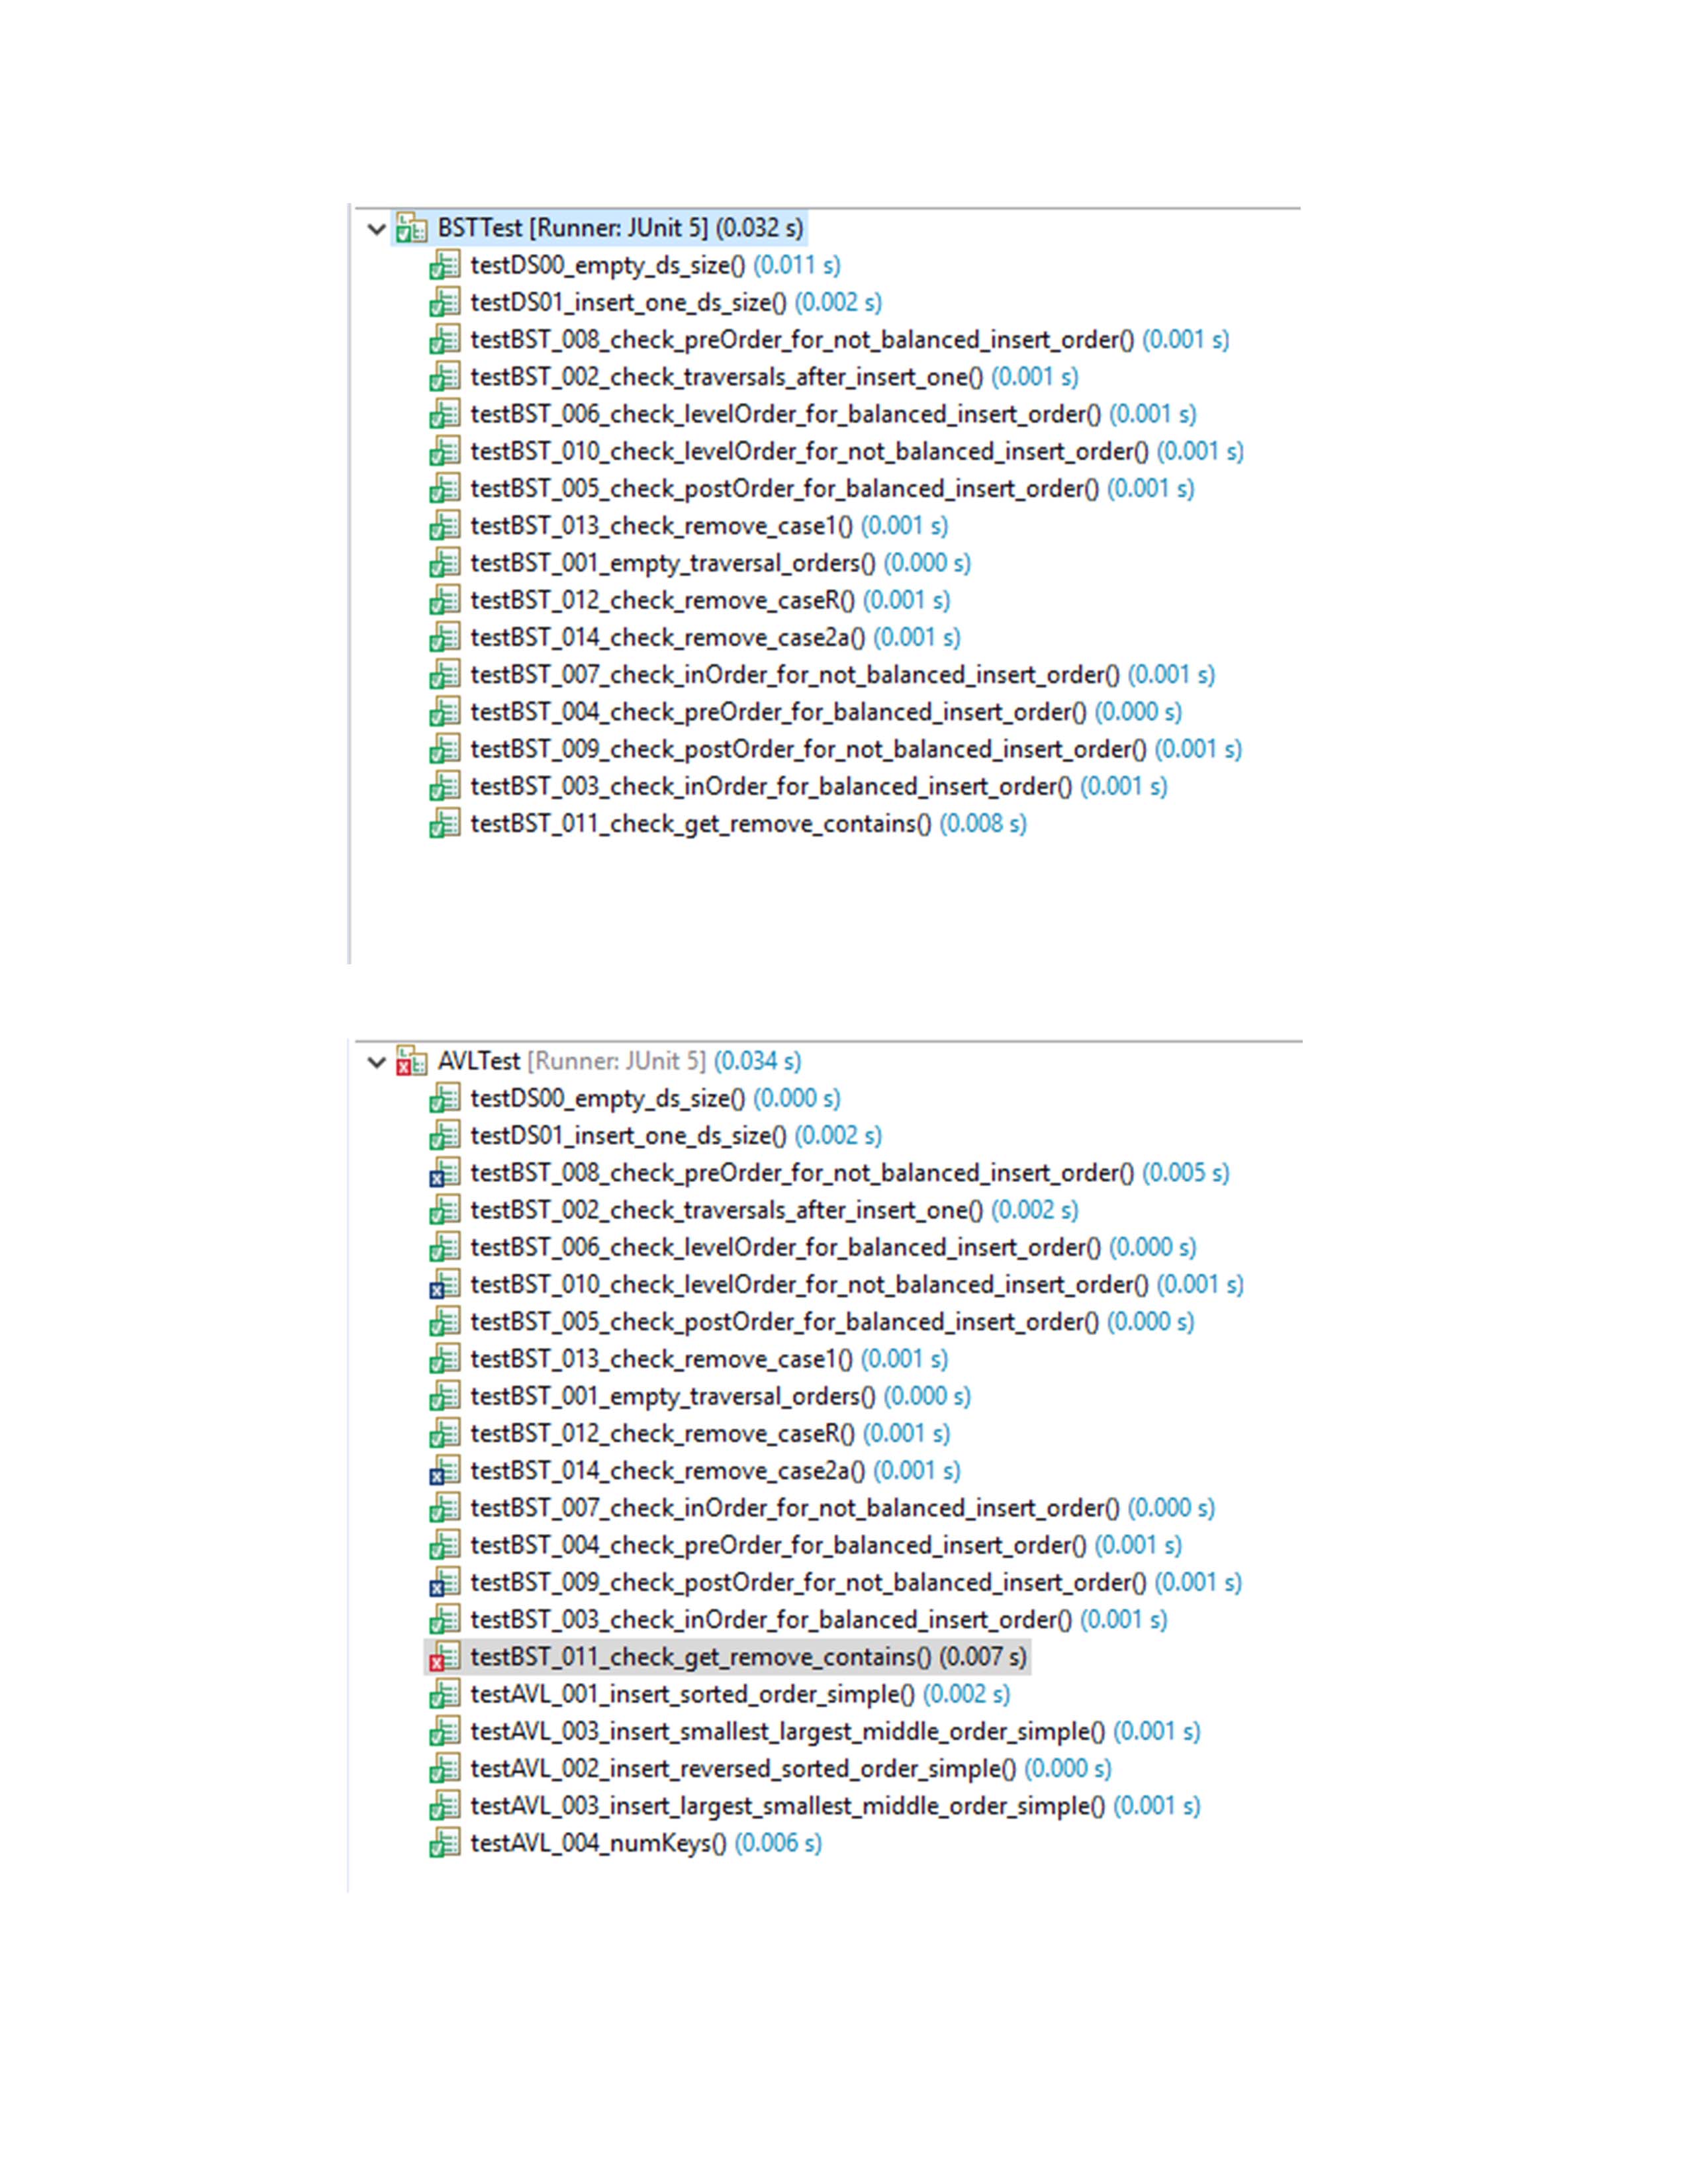 BSTTest [Runner: JUnit 5] (0.032 s)
testDS00_empty_ds_size() (0.011 s)
testDS01_insert_one_ds_size() (0.002 s)
testBST_008_check_preOrder_for_not_balanced_insert_order() (0.001 s)
testBST_002_check_traversals_after_insert_one() (0.001 s)
testBST_006_check_levelOrder_for_balanced_insert_order() (0.001 s)
testBST_010_check_levelOrder_for_not_balanced_insert_order() (0.001 s)
testBST_005_check_postOrder_for_balanced_insert_order() (0.001 s)
testBST_013_check_remove_case1() (0.001 s)
testBST_001_empty_traversal_orders() (0.000 s)
testBST_012_check_remove_caseR() (0.001 s)
testBST_014_check_remove_case2a() (0.001 s)
testBST_007_check_inOrder_for_not_balanced_insert_order() (0.001 s)
testBST_004_check_preOrder_for_balanced_insert_order() (0.000 s)
testBST_009_check_postOrder_for_not_balanced_insert_order() (0.001 s)
testBST_003_check_inOrder_for_balanced_insert_order() (0.001 s)
testBST_011_check_get_remove_contains() (0.008 s)
AVLTest [Runner: JUnit 5] (0.034 s)
testDS00_empty_ds_size() (0.000 s)
testDS01_insert_one_ds_size() (0.002 s)
testBST_008_check_preOrder_for_not_balanced_insert_order() (0.005 s)
testBST_002_check_traversals_after_insert_one() (0.002 s)
testBST_006_check_levelOrder_for_balanced_insert_order() (0.000 s)
testBST_010_check_levelOrder_for_not_balanced_insert_order() (0.001 s)
testBST_005_check_postOrder_for_balanced_insert_order() (0.000 s)
testBST_013_check_remove_case1() (0.001 s)
testBST_001_empty_traversal_orders() (0.000 s)
testBST_012_check_remove_caseR() (0.001 s)
testBST_014_check_remove_case2a() (0.001 s)
testBST_007_check_inOrder_for_not_balanced_insert_order() (0.000 s)
testBST_004_check_preOrder_for_balanced_insert_order() (0.001 s)
testBST_009_check_postOrder_for_not_balanced_insert_order() (0.001 s)
testBST_003_check_inOrder_for_balanced_insert_order() (0.001 s)
testBST_011_check_get_remove_contains() (0.007 s)
testAVL_001_insert_sorted_order_simple() (0.002 s)
testAVL_003_insert_smallest_largest_middle_order_simple() (0.001 s)
testAVL_002_insert_reversed_sorted_order_simple() (0.000 s)
testAVL_003_insert_largest_smallest_middle_order_simple() (0.001 s)
testAVL_004_numKeys() (0.006 s)